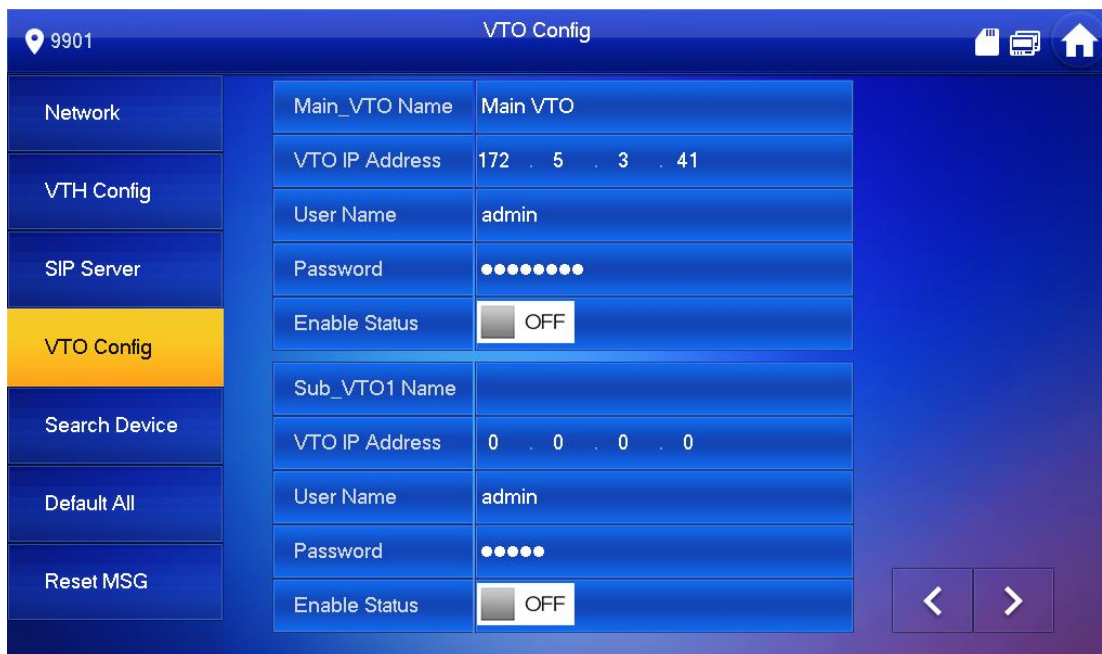 9901
VTO Config
Network
VTH Config
SIP Server
VTO Config
Search Device
Default All
Reset MSG
Main_VTO Name Main VTO
VTO IP Address 172 . 5 . 3 . 41
User Name admin
Password ●●●●●●●●
Enable Status OFF
Sub_VTO1 Name
VTO IP Address 0 . 0 . 0 . 0
User Name admin
Password ●●●●●
Enable Status OFF